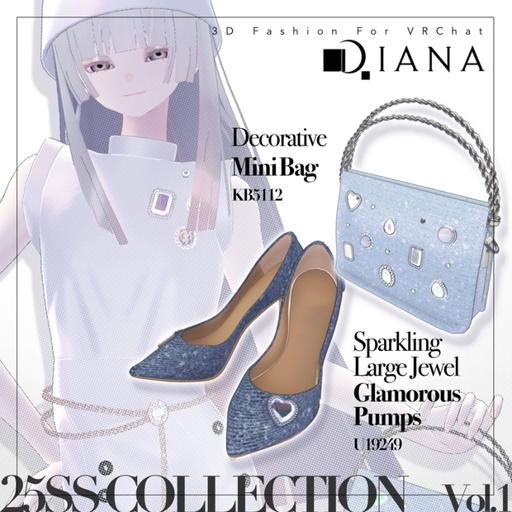 3D Fashion For VRChat
DIANA
Decorative
Mini Bag
KB5112
Sparkling
Large Jewel
Glamorous
Pumps
U19249
25SS COLLECTION Vol.1